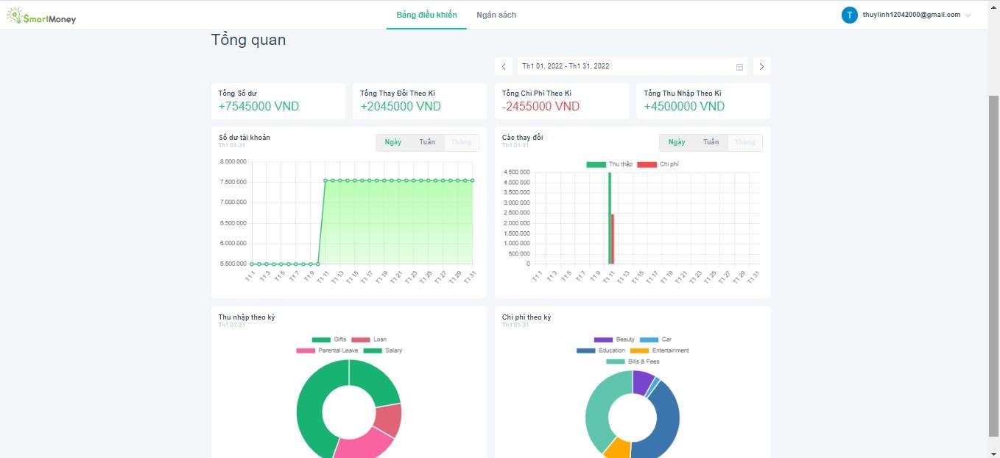 $martMoney
Bảng điều khiển
Ngân sách
T
thuylinh12042000@gmail.com
Tổng quan
Th1 01, 2022 - Th1 31, 2022
Tổng Số dư
+7545000 VND
Tổng Thay Đổi Theo Kì
+2045000 VND
Tổng Chi Phí Theo Kì
-2455000 VND
Tổng Thu Nhập Theo Kì
+4500000 VND
Số dư tài khoản
Th1 01-31
Ngày
Tuần
Tháng
8.000.000
7.500.000
7.000.000
6.500.000
6.000.000
5.500.000
T1 1
T1 3
T1 5
T1 7
T1 9
T1 11
T1 13
T1 15
T1 17
T1 19
T1 21
T1 23
T1 25
T1 27
T1 29
T1 31
Các thay đổi
Th1 01-31
Ngày
Tuần
Tháng
Thu thập
Chi phí
4.500.000
4.000.000
3.500.000
3.000.000
2.500.000
2.000.000
1.500.000
1.000.000
500.000
0
T1 1
T1 3
T1 5
T1 7
T1 9
T1 11
T1 13
T1 15
T1 17
T1 19
T1 21
T1 23
T1 25
T1 27
T1 29
T1 31
Thu nhập theo kỳ
Th1 01-31
Gifts
Loan
Parental Leave
Salary
Chi phí theo kỳ
Th1 01-31
Beauty
Car
Education
Entertainment
Bills & Fees